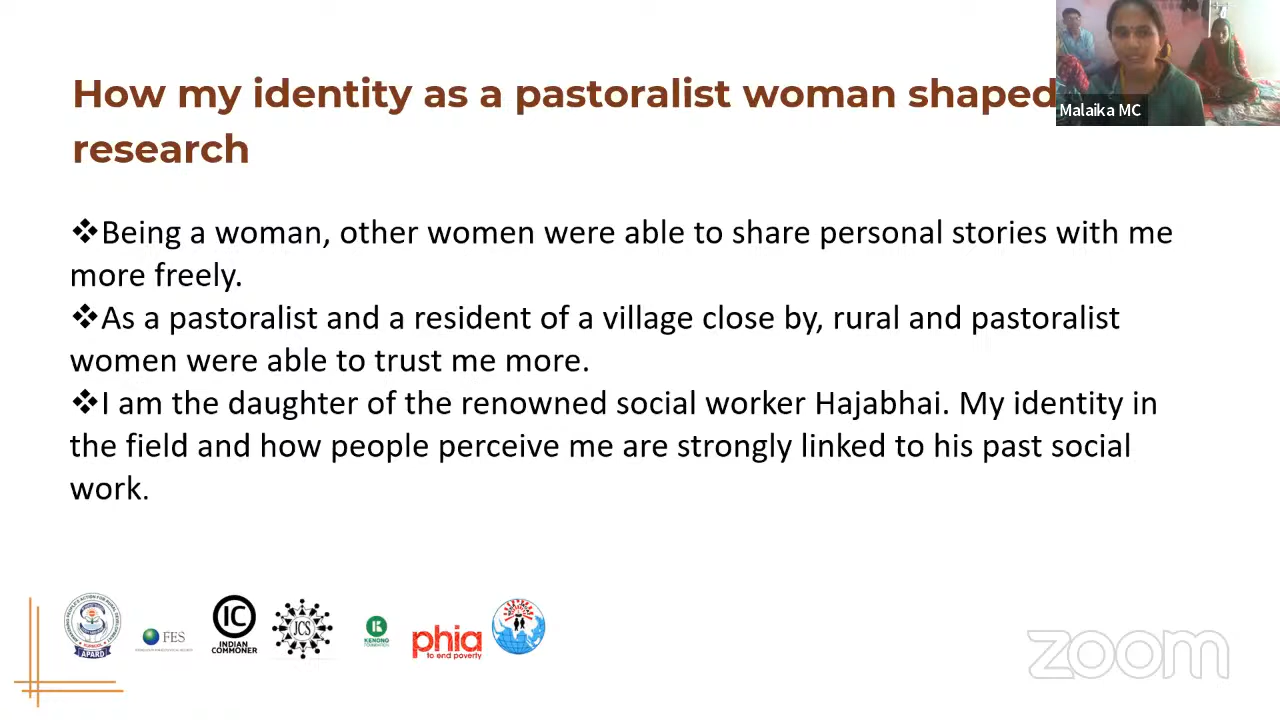 How my identity as a pastoralist woman shaped
research
Malaika MC
❖Being a woman, other women were able to share personal stories with me
more freely.
❖As a pastoralist and a resident of a village close by, rural and pastoralist
women were able to trust me more.
❖I am the daughter of the renowned social worker Hajabhai. My identity in
the field and how people perceive me are strongly linked to his past social
work.
APARD
FES
IC
INDIAN
COMMONER
JCS
KENONG
phia
to end poverty
zoom